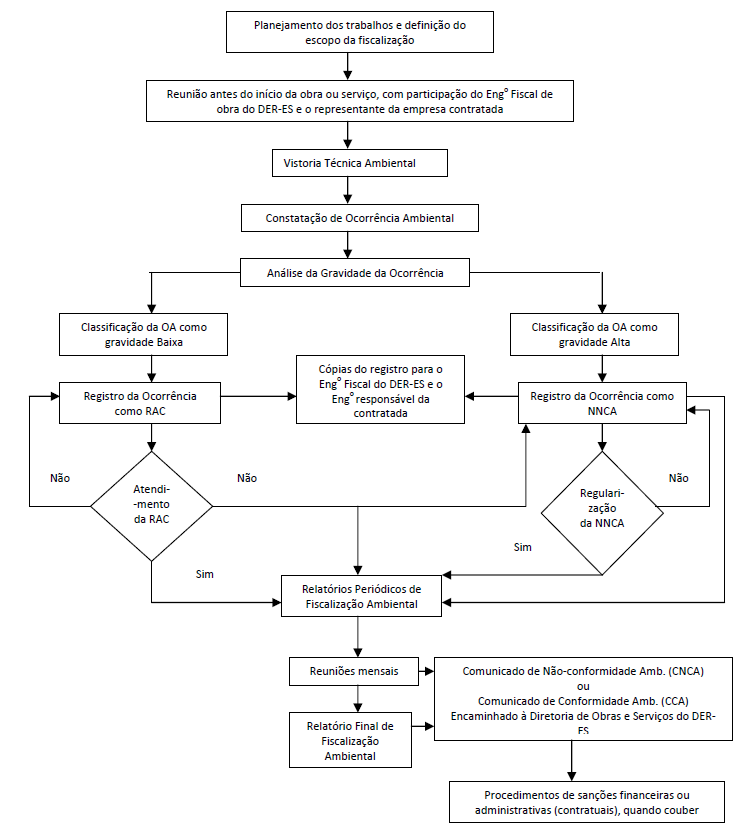 Planejamento dos trabalhos e definição do
escopo da fiscalização
Reunião antes do início da obra ou serviço, com participação do Engº Fiscal de
obra do DER-ES e o representante da empresa contratada
Vistoria Técnica Ambiental
Constatação de Ocorrência Ambiental
Análise da Gravidade da Ocorrência
Classificação da OA como
gravidade Baixa
Classificação da OA como
gravidade Alta
Cópias do registro para o
Engº Fiscal do DER-ES e o
Engº responsável da
contratada
Registro da Ocorrência
como RAC
Registro da Ocorrência como
NNCA
Não
Atendi-
-mento
da RAC
Não
Regulari-
zação
da NNCA
Não
Sim
Sim
Relatórios Periódicos de
Fiscalização Ambiental
Reuniões mensais
Comunicado de Não-conformidade Amb. (CNCA)
ou
Comunicado de Conformidade Amb. (CCA)
Encaminhado à Diretoria de Obras e Serviços do DER-
ES
Relatório Final de
Fiscalização
Ambiental
Procedimentos de sanções financeiras ou
administrativas (contratuais), quando couber